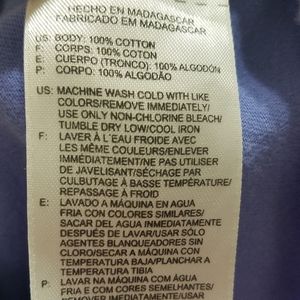 HECHO EN MADAGASCAR
FABRICADO EM MADAGASCAR
US: BODY: 100% COTTON
F: CORPS: 100% COTON
E: CUERPO (TRONCO): 100% ALGODÓN
P: CORPO: 100% ALGODÃO
US: MACHINE WASH COLD WITH LIKE
COLORS/REMOVE IMMEDIATELY/
USE ONLY NON-CHLORINE BLEACH/
TUMBLE DRY LOW/COOL IRON
F: LAVER À L'EAU FROIDE AVEC
LES MÊME COULEURS/ENLEVER
IMMÉDIATEMENT/NE PAS UTILISER
DE JAVELISANT/SÉCHAGE PAR
CULBUTAGE À BASSE TEMPÉRATURE/
REPASSAGE À FROID
E: LAVADO A MÁQUINA EN AGUA
FRIA CON COLORES SIMILARES/
SACAR DEL AGUA IMMEDIATAMENTE
DESPUÉS DE LAVAR/USAR SÓLO
AGENTES BLANQUEADORES SIN
CLORO/SECAR A MÁQUINA CON
TEMPERATURA BAJA/PLANCHAR A
TEMPERATURA TIBIA
P: LAVAR NA MÁQUINA COM ÁGUA
FRIA E COM CORES SEMELHANTES/
REMOVER IMEDIATAMENTE/USAR